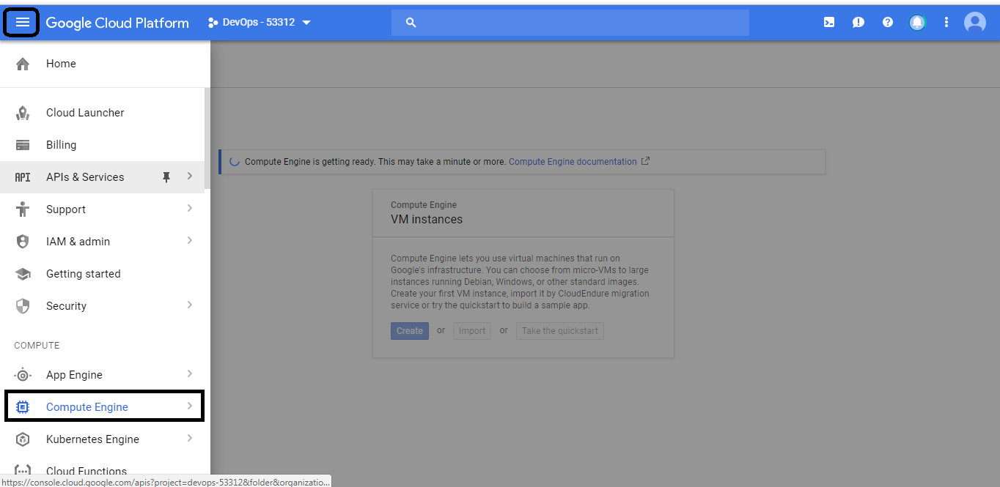 Google Cloud Platform
DevOps - 53312
Home
Cloud Launcher
Billing
API APIs & Services
Support
IAM & admin
Getting started
Security
COMPUTE
App Engine
Compute Engine
Kubernetes Engine
Cloud Functions
https://console.cloud.google.com/apis?project=devops-53312&folder&organizatio...
Compute Engine is getting ready. This may take a minute or more. Compute Engine documentation
Compute Engine
VM instances
Compute Engine lets you use virtual machines that run on
Google's infrastructure. You can choose from micro-VMs to large
instances running Debian, Windows, or other standard images.
Create your first VM instance, import it by CloudEndure migration
service or try the quickstart to build a sample app.
Create or Import or Take the quickstart